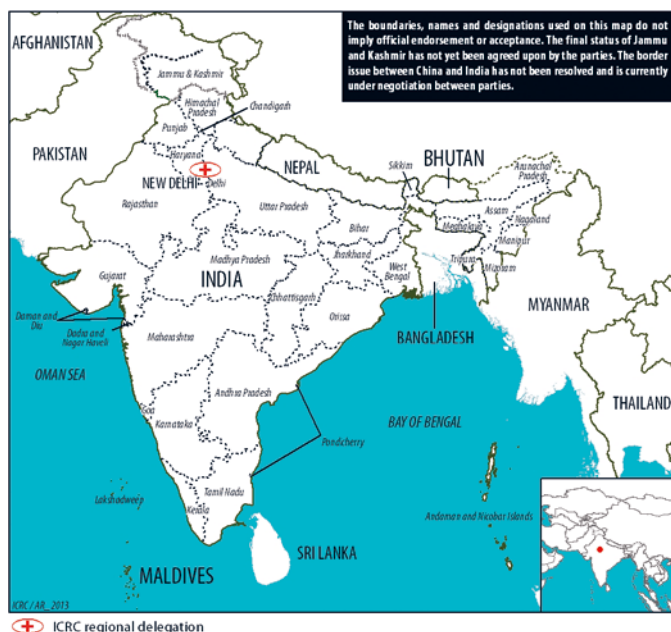 The boundaries, names and designations used on this map do not
imply official endorsement or acceptance. The final status of Jammu
and Kashmir has not yet been agreed upon by the parties. The border
issue between China and India has not been resolved and is currently
under negotiation between parties.
AFGHANISTAN
Jammu & Kashmir
Himachal
Pradesh
Chandigarh
Punjab
PAKISTAN
Haryana
NEPAL
Sikkim
BHUTAN
Arunachal
Pradesh
NEW DELHI
Delhi
Rajasthan
Uttar Pradesh
Assam
Nagaland
Bihar
Meghalaya
Manipur
Madhya Pradesh
Jharkhand
Tripura
Mizoram
Gujarat
INDIA
West
Bengal
Chhattisgarh
MYANMAR
Daman and
Diu
Orissa
Dadra and
Nagar Haveli
Maharashtra
BANGLADESH
OMAN SEA
THAILAND
Andhra Pradesh
Goa
Karnataka
BAY OF BENGAL
Pondicherry
Lakshadweep
Tamil Nadu
Kerala
Andaman and Nicobar Islands
SRI LANKA
MALDIVES
ICRC / AR_2013
ICRC regional delegation